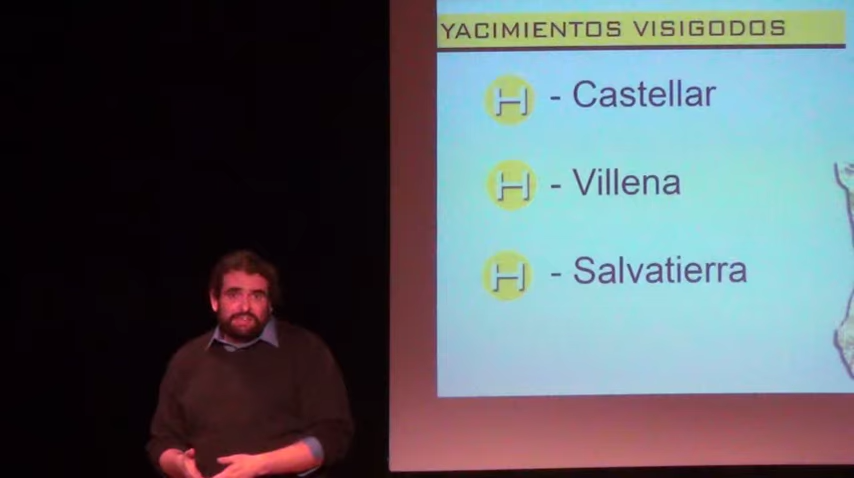 YACIMIENTOS VISIGODOS
H - Castellar
H - Villena
H - Salvatierra